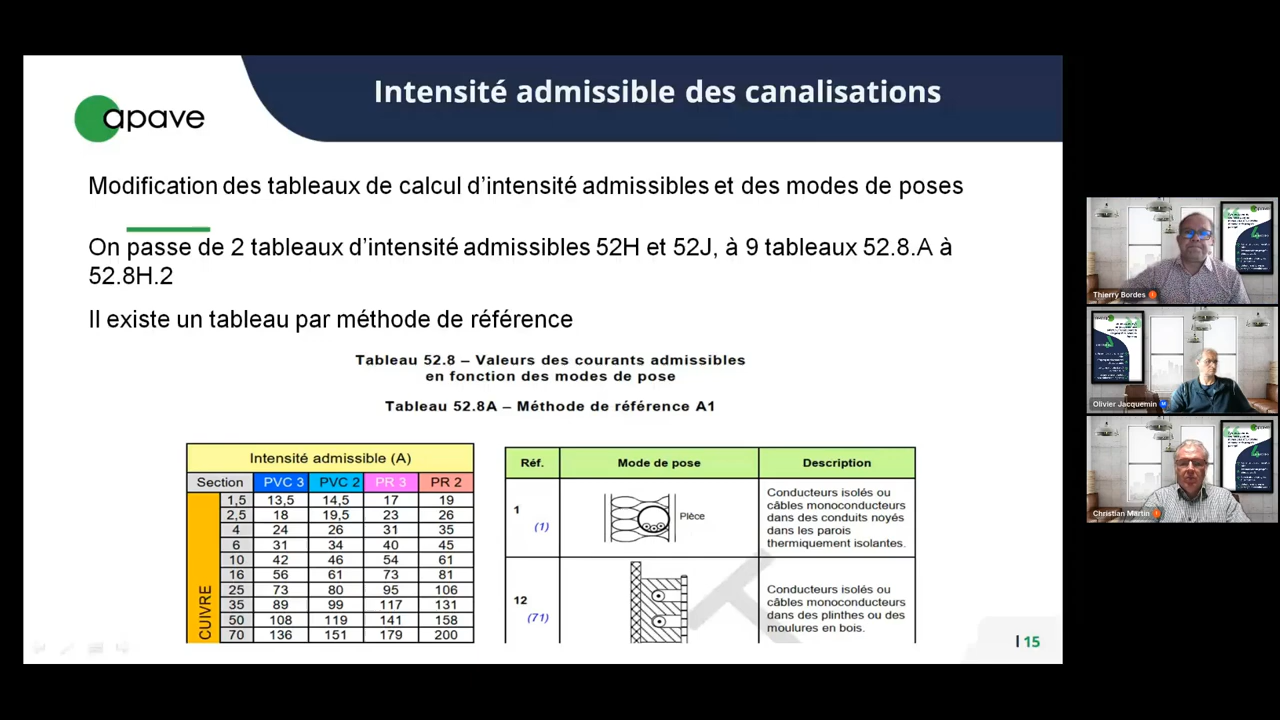 Intensité admissible des canalisations
apave
Modification des tableaux de calcul d'intensité admissibles et des modes de poses
On passe de 2 tableaux d'intensité admissibles 52H et 52J, à 9 tableaux 52.8.A à
52.8H.2
Il existe un tableau par méthode de référence
Tableau 52.8 – Valeurs des courants admissibles
en fonction des modes de pose
Tableau 52.8A – Méthode de référence A1
Intensité admissible (A)
Section PVC 3 PVC 2 PR 3 PR 2
CUIVRE
1,5 13,5 14,5 17 19
2,5 18 19,5 23 26
4 24 26 31 35
6 31 34 40 45
10 42 46 54 61
16 56 61 73 81
25 73 80 95 106
35 89 99 117 131
50 108 119 141 158
70 136 151 179 200
Réf. Mode de pose Description
1
(1)
Pièce
Conducteurs isolés ou
câbles monoconducteurs
dans des conduits noyés
dans les parois
thermiquement isolantes.
12
(71)
Conducteurs isolés ou
câbles monoconducteurs
dans des plinthes ou des
moulures en bois.
15
Thierry Bordes
Olivier Jacquemin
Christian Martin